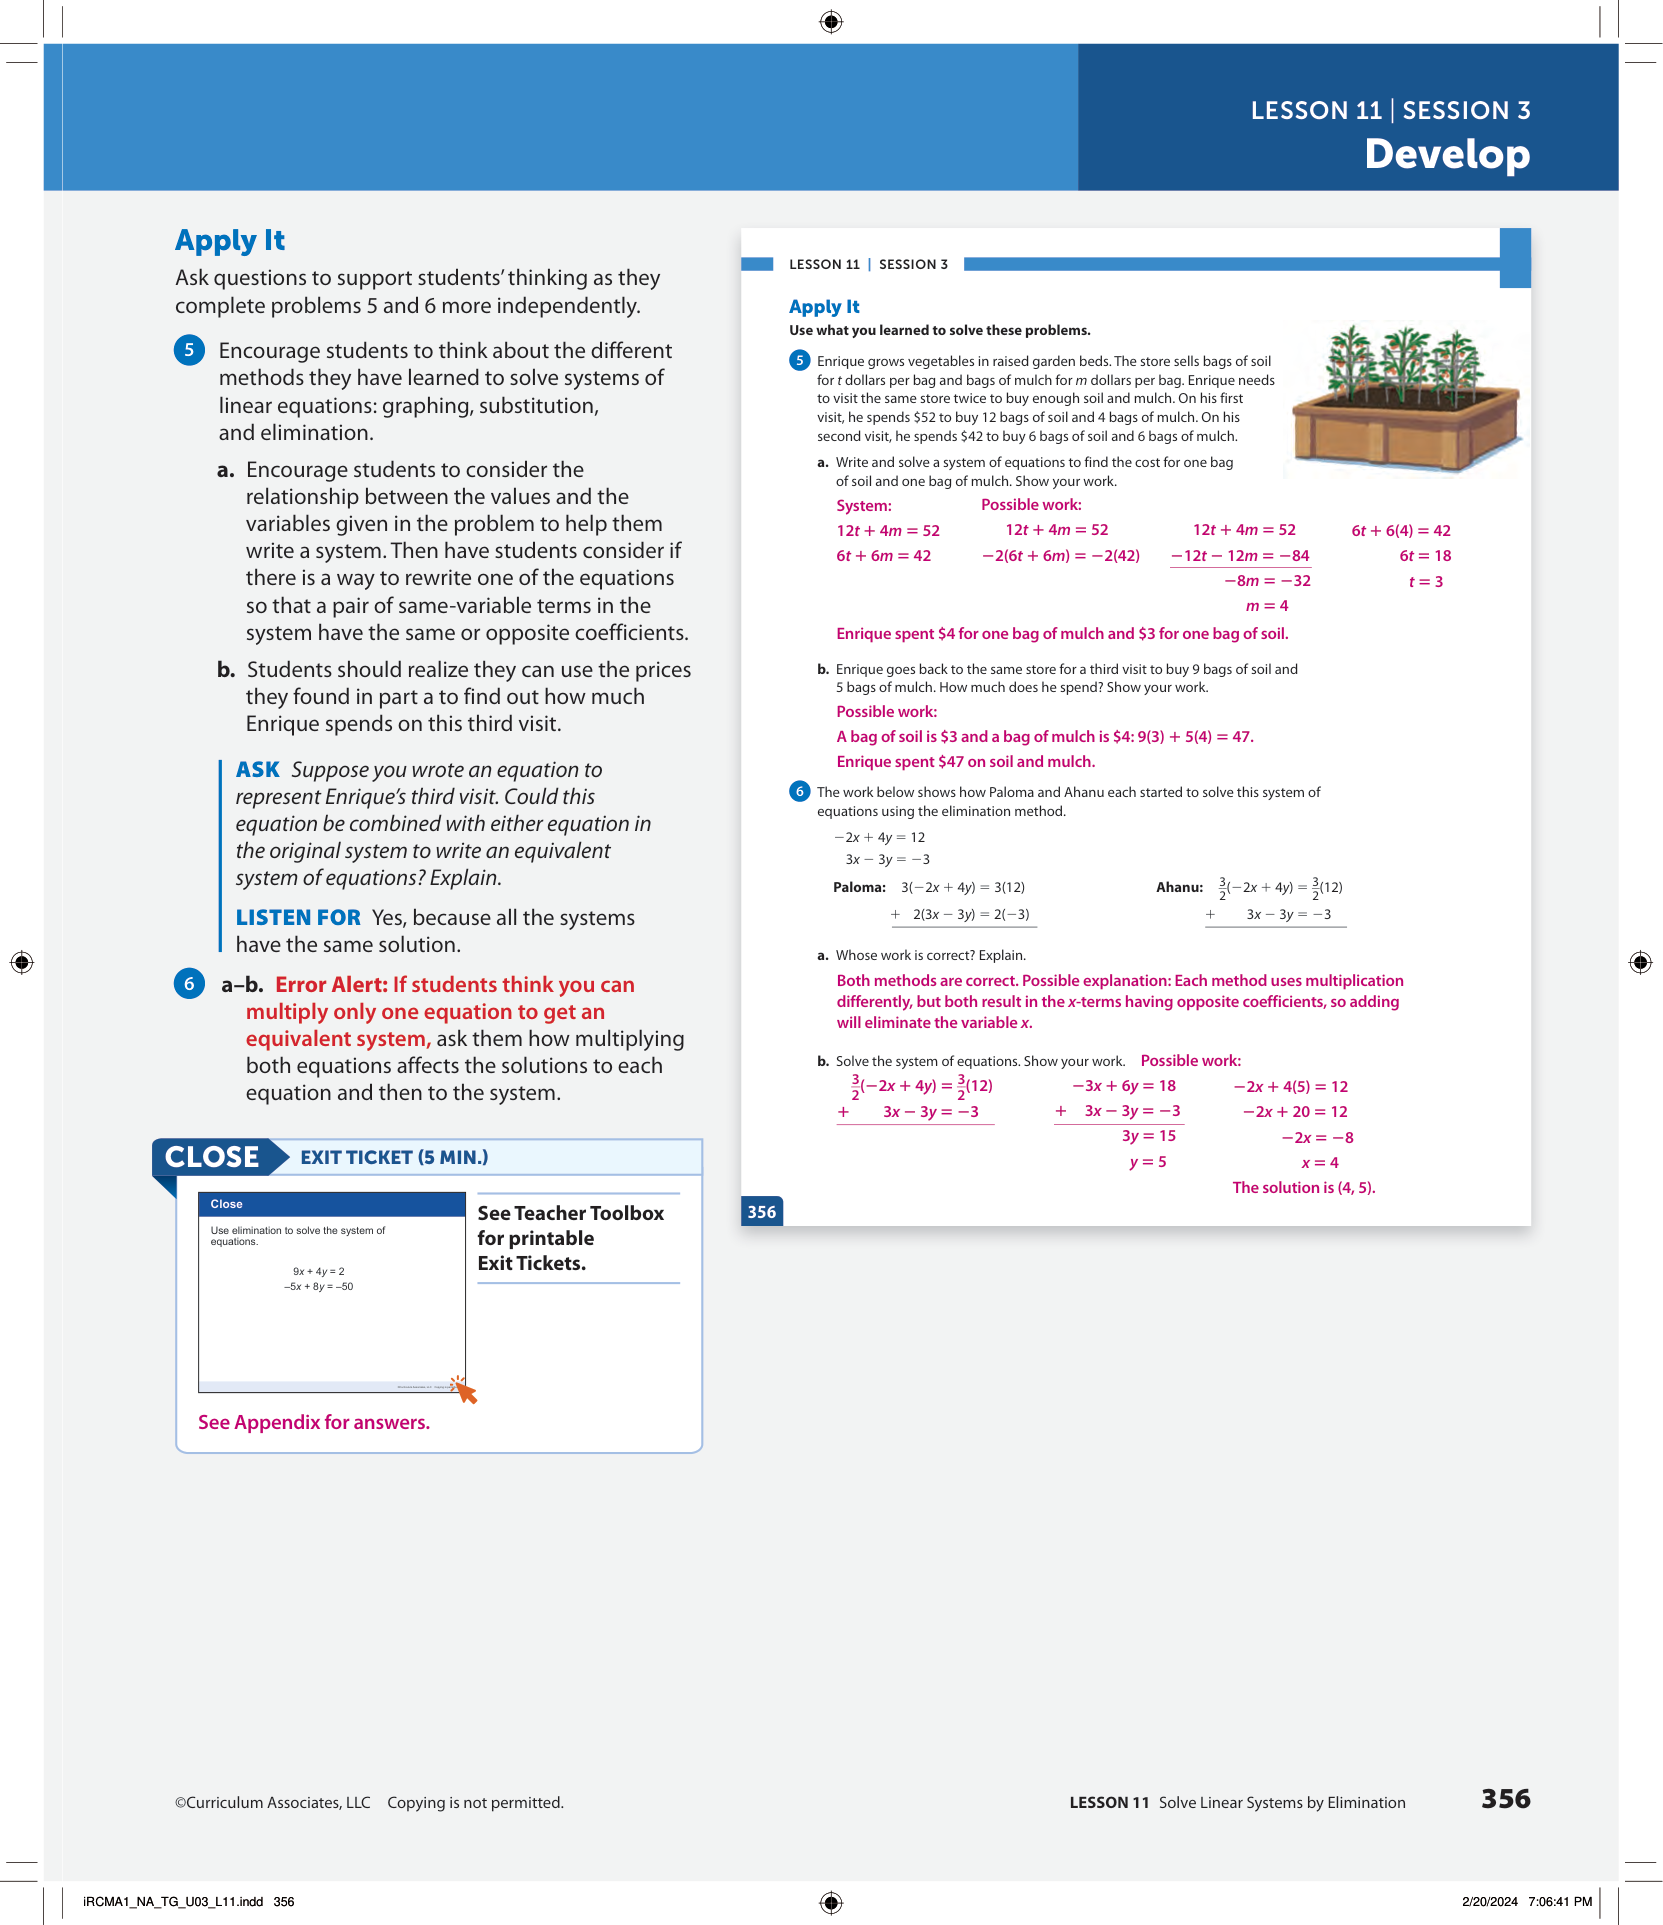 LESSON 11 | SESSION 3
Develop
Apply It
Ask questions to support students’ thinking as they
complete problems 5 and 6 more independently.
5 Encourage students to think about the different
methods they have learned to solve systems of
linear equations: graphing, substitution,
and elimination.
a. Encourage students to consider the
relationship between the values and the
variables given in the problem to help them
write a system. Then have students consider if
there is a way to rewrite one of the equations
so that a pair of same-variable terms in the
system have the same or opposite coefficients.
b. Students should realize they can use the prices
they found in part a to find out how much
Enrique spends on this third visit.
ASK Suppose you wrote an equation to
represent Enrique’s third visit. Could this
equation be combined with either equation in
the original system to write an equivalent
system of equations? Explain.
LISTEN FOR Yes, because all the systems
have the same solution.
6 a–b. Error Alert: If students think you can
multiply only one equation to get an
equivalent system, ask them how multiplying
both equations affects the solutions to each
equation and then to the system.
CLOSE EXIT TICKET (5 MIN.)
Close
Use elimination to solve the system of
equations.
9x + 4y = 2
–5x + 8y = –50
See Teacher Toolbox
for printable
Exit Tickets.
See Appendix for answers.
LESSON 11 | SESSION 3
Apply It
Use what you learned to solve these problems.
5 Enrique grows vegetables in raised garden beds. The store sells bags of soil
for t dollars per bag and bags of mulch for m dollars per bag. Enrique needs
to visit the same store twice to buy enough soil and mulch. On his first
visit, he spends $52 to buy 12 bags of soil and 4 bags of mulch. On his
second visit, he spends $42 to buy 6 bags of soil and 6 bags of mulch.
a. Write and solve a system of equations to find the cost for one bag
of soil and one bag of mulch. Show your work.
System: Possible work:
12t + 4m = 52 12t + 4m = 52 12t + 4m = 52 6t + 6(4) = 42
6t + 6m = 42 −2(6t + 6m) = −2(42) −12t − 12m = −84 6t = 18
−8m = −32 t = 3
m = 4
Enrique spent $4 for one bag of mulch and $3 for one bag of soil.
b. Enrique goes back to the same store for a third visit to buy 9 bags of soil and
5 bags of mulch. How much does he spend? Show your work.
Possible work:
A bag of soil is $3 and a bag of mulch is $4: 9(3) + 5(4) = 47.
Enrique spent $47 on soil and mulch.
6 The work below shows how Paloma and Ahanu each started to solve this system of
equations using the elimination method.
−2x + 4y = 12
3x − 3y = −3
Paloma: 3(−2x + 4y) = 3(12) Ahanu: 3/2(−2x + 4y) = 3/2(12)
+ 2(3x − 3y) = 2(−3) + 3x − 3y = −3
a. Whose work is correct? Explain.
Both methods are correct. Possible explanation: Each method uses multiplication
differently, but both result in the x-terms having opposite coefficients, so adding
will eliminate the variable x.
b. Solve the system of equations. Show your work. Possible work:
3/2(−2x + 4y) = 3/2(12) −3x + 6y = 18 −2x + 4(5) = 12
+ 3x − 3y = −3 + 3x − 3y = −3 −2x + 20 = 12
3y = 15 −2x = −8
y = 5 x = 4
The solution is (4, 5).
356
©Curriculum Associates, LLC Copying is not permitted.
LESSON 11 Solve Linear Systems by Elimination 356
iRCMA1_NA_TG_U03_L11.indd 356
2/20/2024 7:06:41 PM